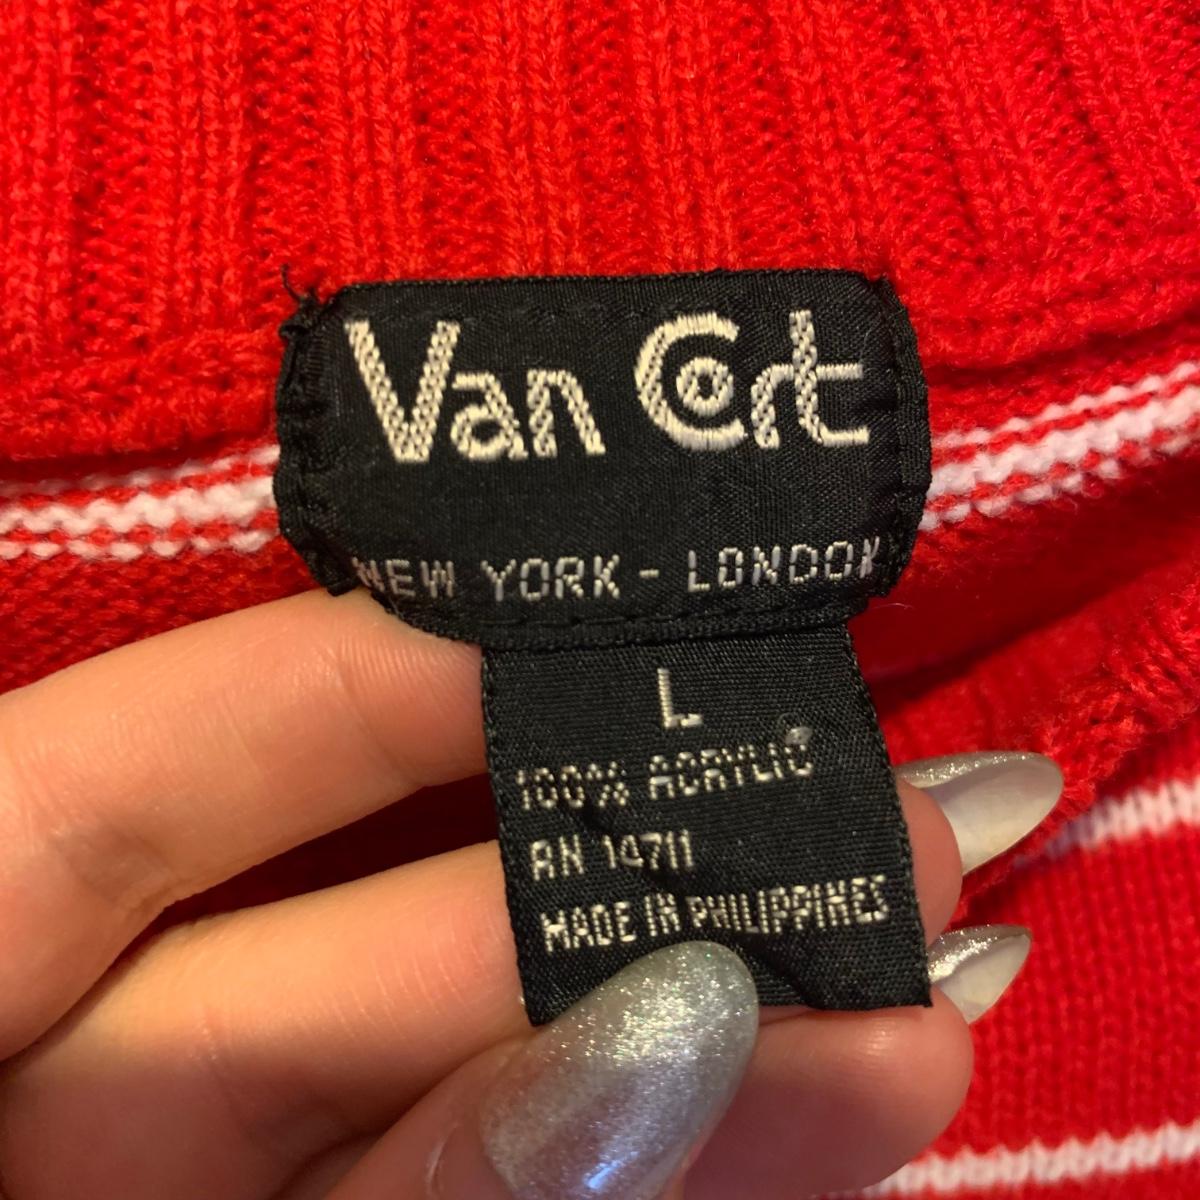 Van Cort
NEW YORK - LONDON
L
100% ACRYLIC
RN 14711
MADE IN PHILIPPINES